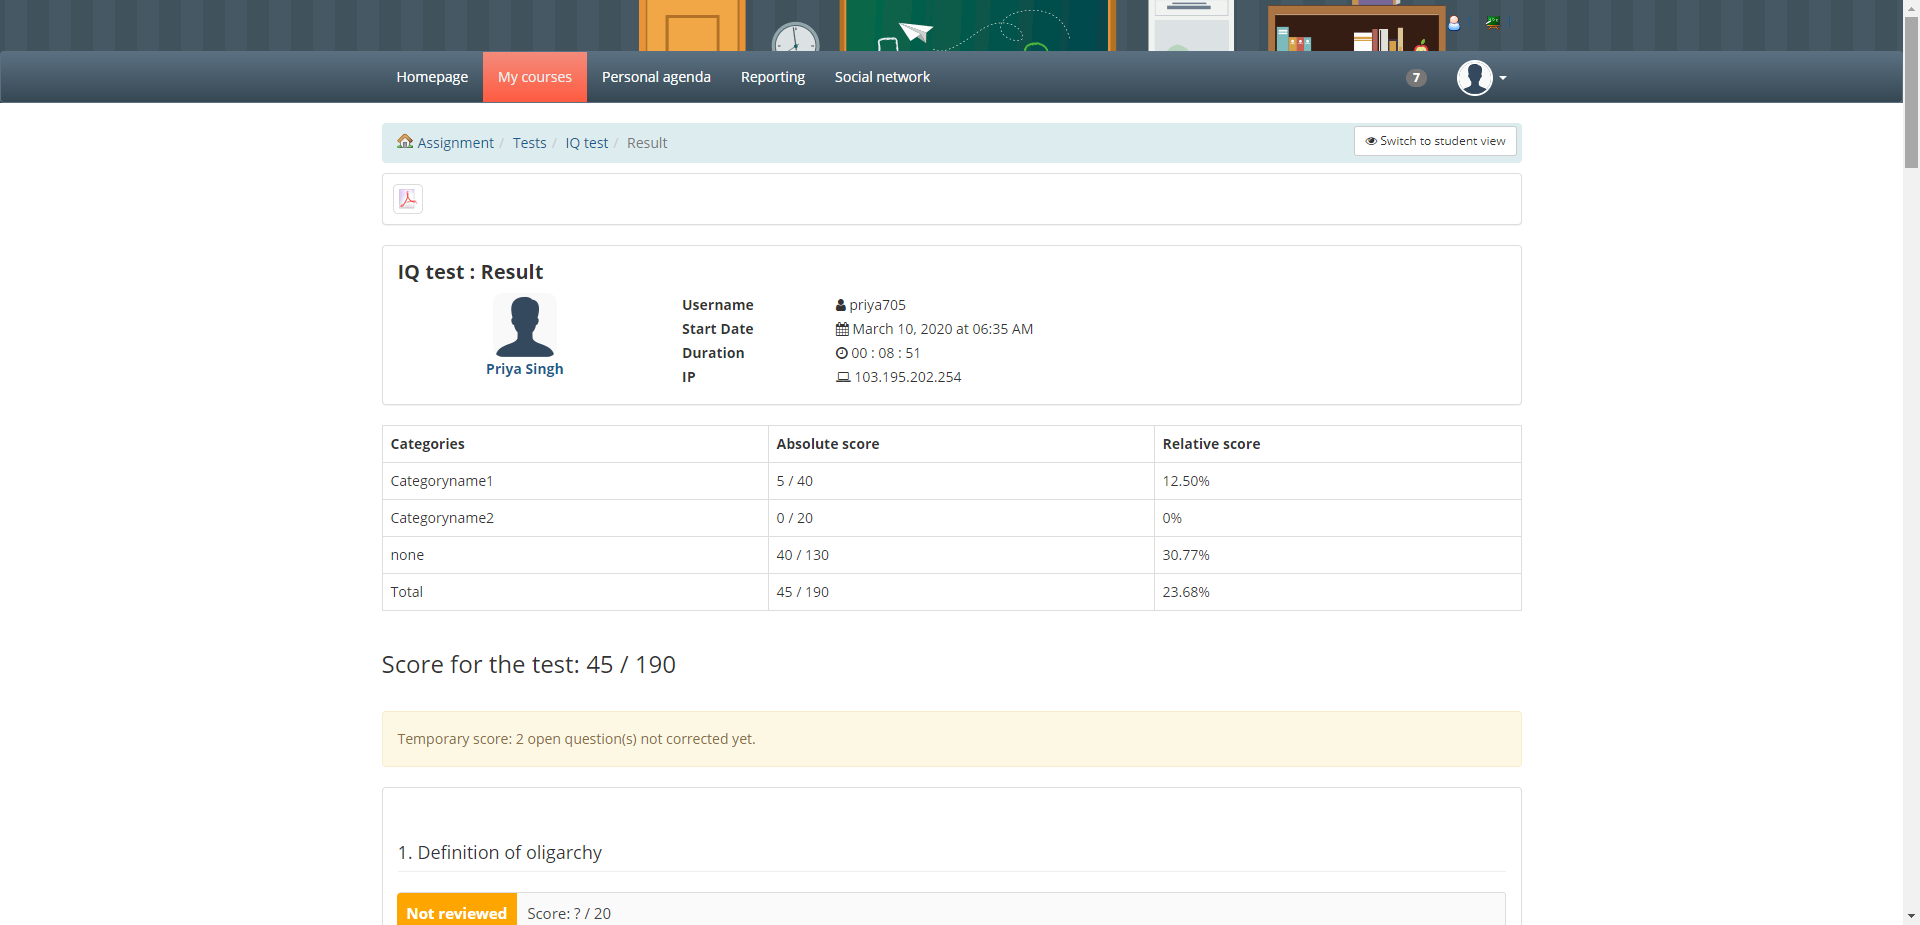 Homepage My courses Personal agenda Reporting Social network 7
Assignment / Tests / IQ test / Result Switch to student view
IQ test : Result
Priya Singh
Username priya705
Start Date March 10, 2020 at 06:35 AM
Duration 00 : 08 : 51
IP 103.195.202.254
Categories Absolute score Relative score
Categoryname1 5 / 40 12.50%
Categoryname2 0 / 20 0%
none 40 / 130 30.77%
Total 45 / 190 23.68%
Score for the test: 45 / 190
Temporary score: 2 open question(s) not corrected yet.
1. Definition of oligarchy
Not reviewed Score: ? / 20